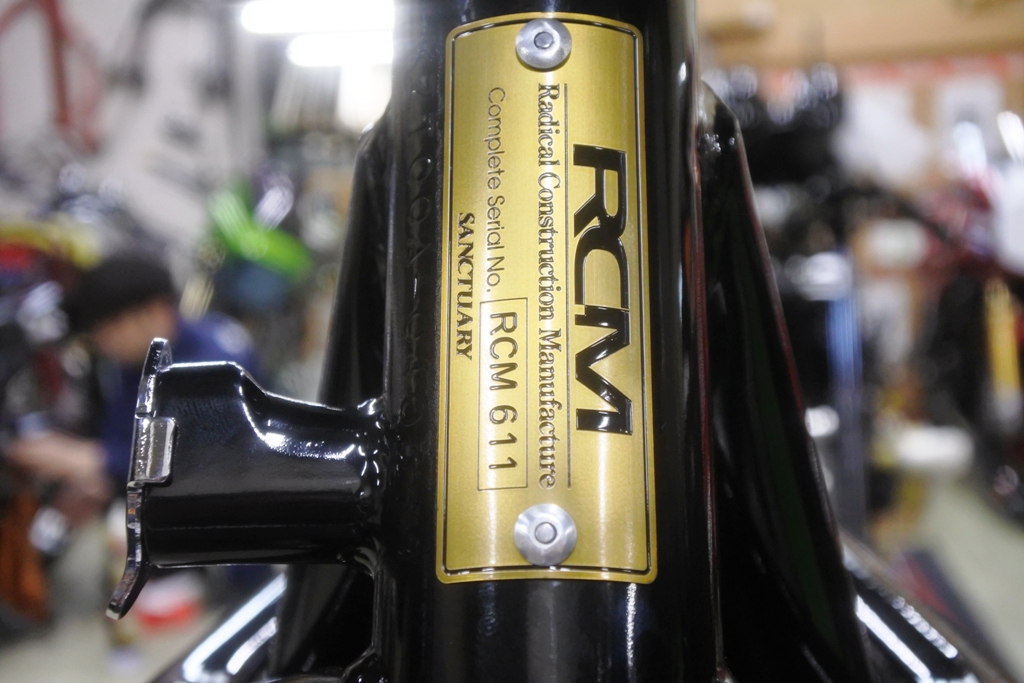 RCM
Radical Construction Manufacture
Complete Serial No. RCM 611
SANCTUARY